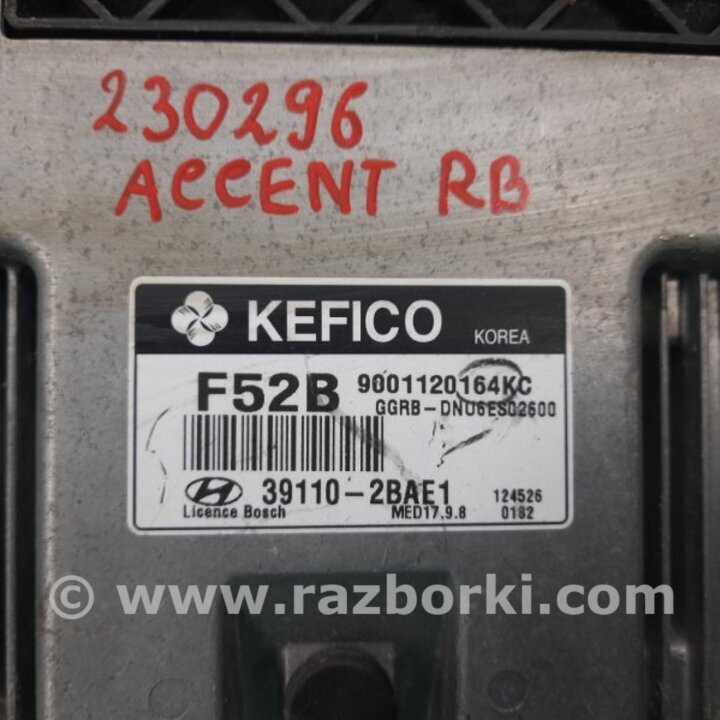 230296
ACCENT RB
KEFICO KOREA
F52B 9001120164KC
GGRB-DNU6ES02600
39110-2BAE1 124526
Licence Bosch MED17.9.8 0182
© www.razborki.com